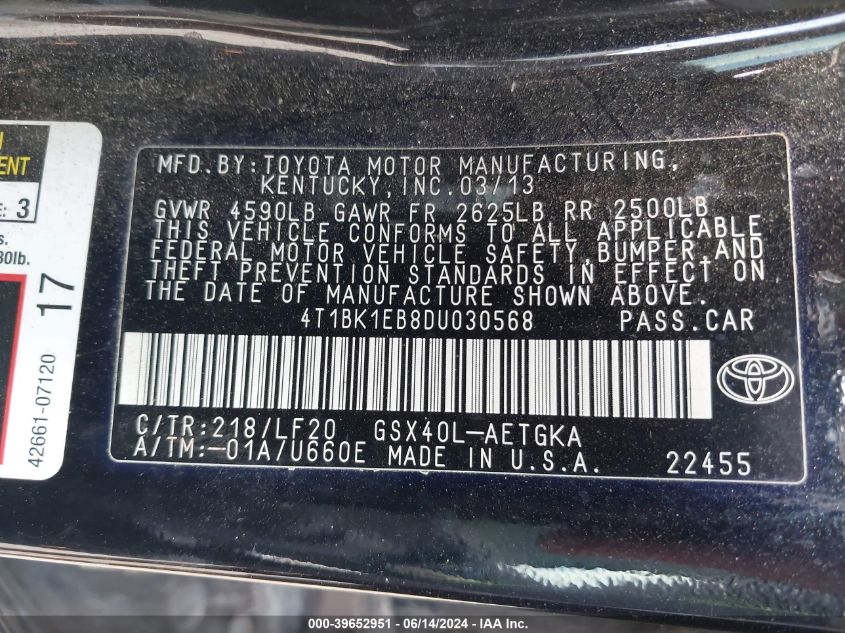 MFD.BY:TOYOTA MOTOR MANUFACTURING,
KENTUCKY,INC.03/13
GVWR 4590LB GAWR FR 2625LB RR 2500LB
THIS VEHICLE CONFORMS TO ALL APPLICABLE
FEDERAL MOTOR VEHICLE SAFETY,BUMPER,AND
THEFT PREVENTION STANDARDS IN EFFECT ON
THE DATE OF MANUFACTURE SHOWN ABOVE.
4T1BK1EB8DU030568 PASS.CAR
C/TR:218/LF20 GSX40L-AETGKA
A/TM:-01A/U660E MADE IN U.S.A. 22455
3
42661-07120 17
000-39652951 - 06/14/2024 - IAA Inc.